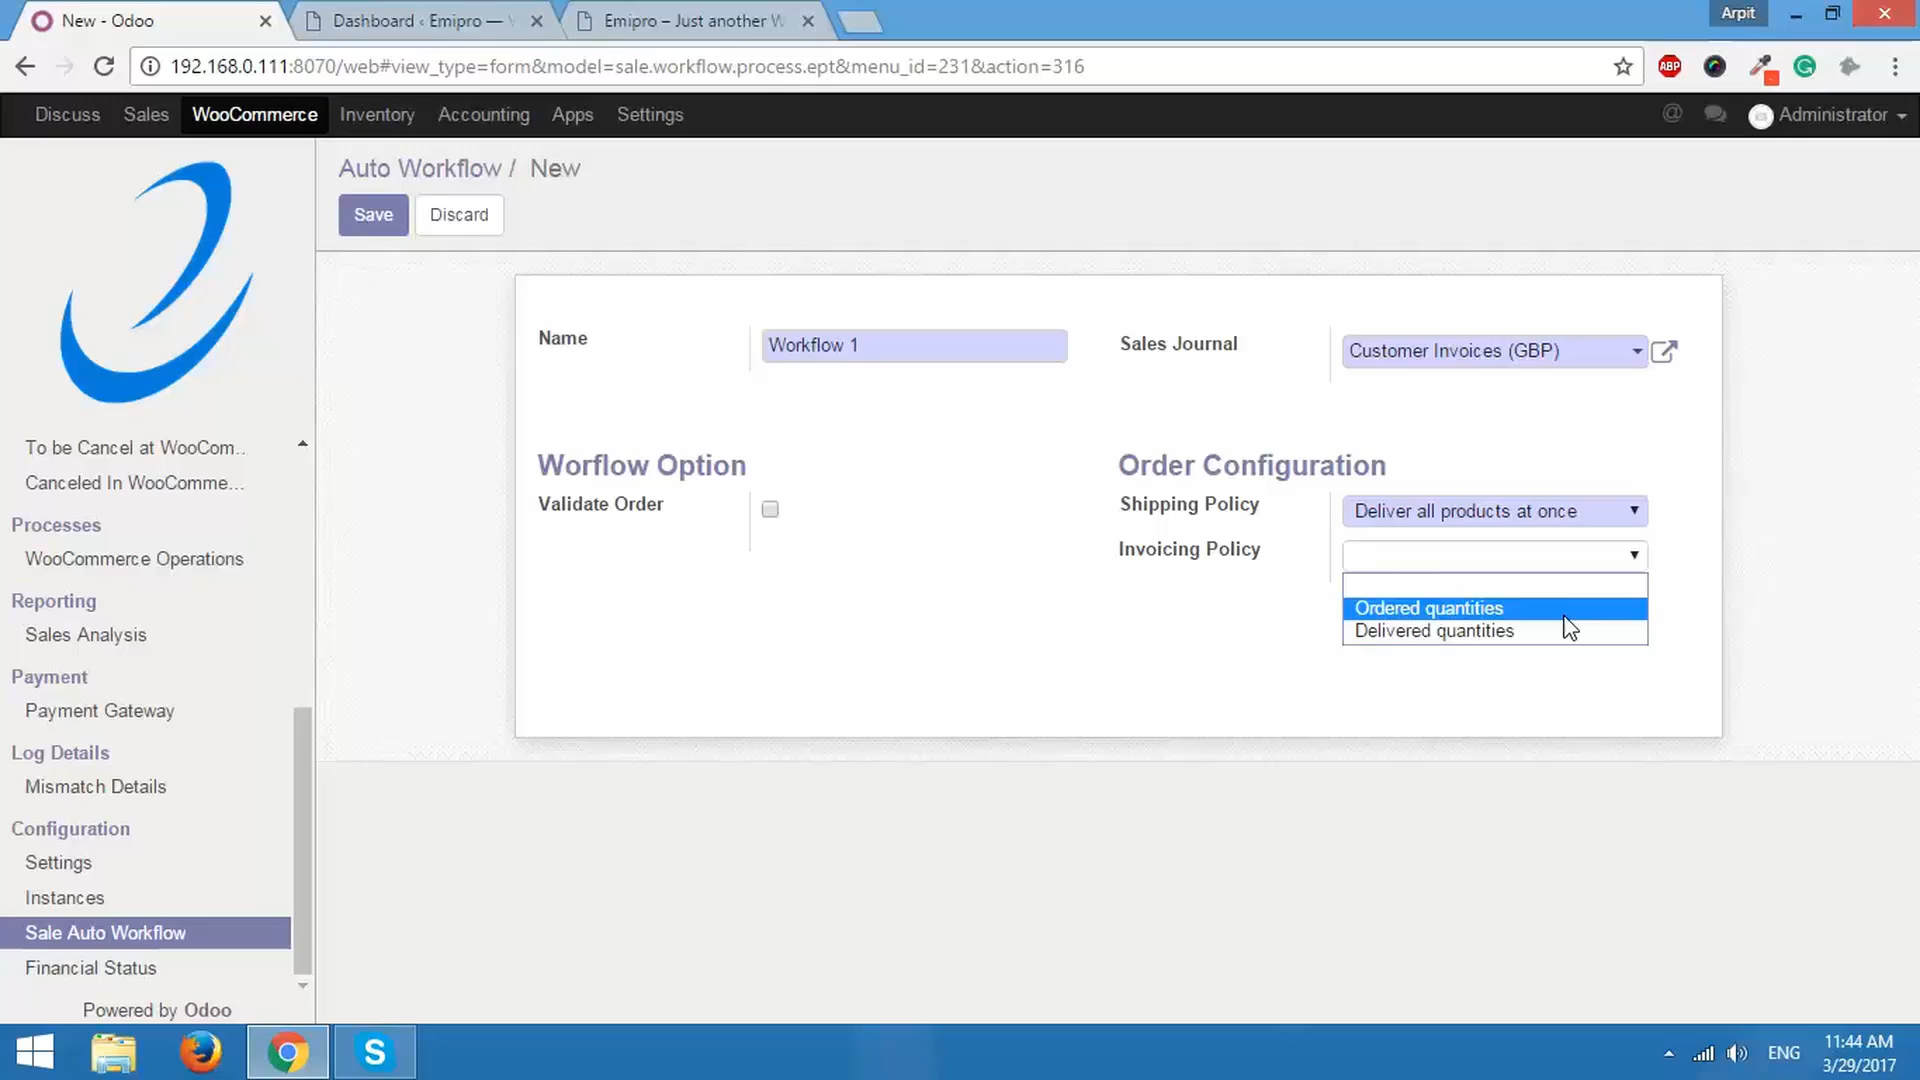 New - Odoo
Dashboard ‹ Emipro —
Emipro – Just another W
Arpit
192.168.0.111:8070/web#view_type=form&model=sale.workflow.process.ept&menu_id=231&action=316
ABP
Discuss Sales WooCommerce Inventory Accounting Apps Settings
@ Administrator
Auto Workflow / New
Save Discard
Name
Workflow 1
Sales Journal
Customer Invoices (GBP)
Worflow Option
Validate Order
Order Configuration
Shipping Policy
Deliver all products at once
Invoicing Policy
Ordered quantities
Delivered quantities
To be Cancel at WooCom..
Canceled In WooComme...
Processes
WooCommerce Operations
Reporting
Sales Analysis
Payment
Payment Gateway
Log Details
Mismatch Details
Configuration
Settings
Instances
Sale Auto Workflow
Financial Status
Powered by Odoo
ENG
11:44 AM
3/29/2017